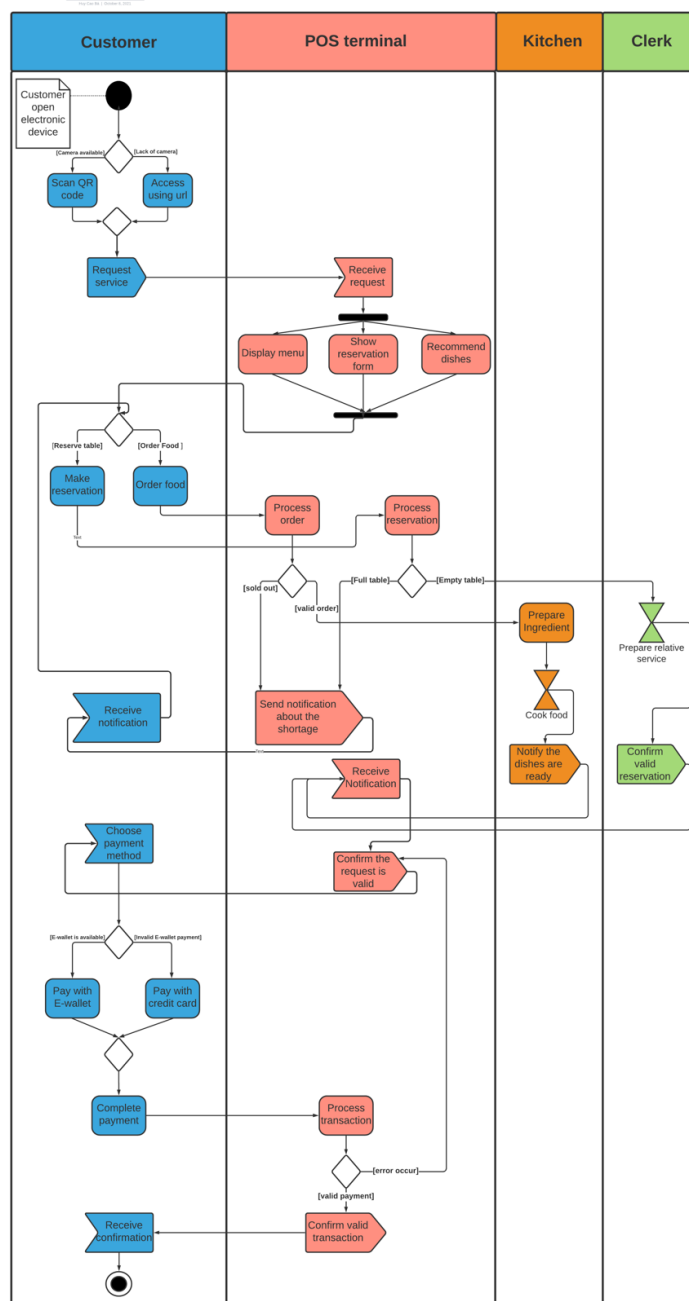 Customer
POS terminal
Kitchen
Clerk
Customer
open
electronic
device
[Camera available]
[Lack of camera]
Scan QR
code
Access
using url
Request
service
Receive
request
Display menu
Show
reservation
form
Recommend
dishes
[Reserve table]
[Order Food ]
Make
reservation
Order food
Text
Process
order
Process
reservation
[sold out]
[valid order]
[Full table]
[Empty table]
Prepare
Ingredient
Prepare relative
service
Cook food
Receive
notification
Send notification
about the
shortage
Notify the
dishes are
ready
Confirm
valid
reservation
Receive
Notification
Choose
payment
method
Confirm the
request is
valid
[E-wallet is available]
[Invalid E-wallet payment]
Pay with
E-wallet
Pay with
credit card
Complete
payment
Process
transaction
[error occur]
[valid payment]
Receive
confirmation
Confirm valid
transaction